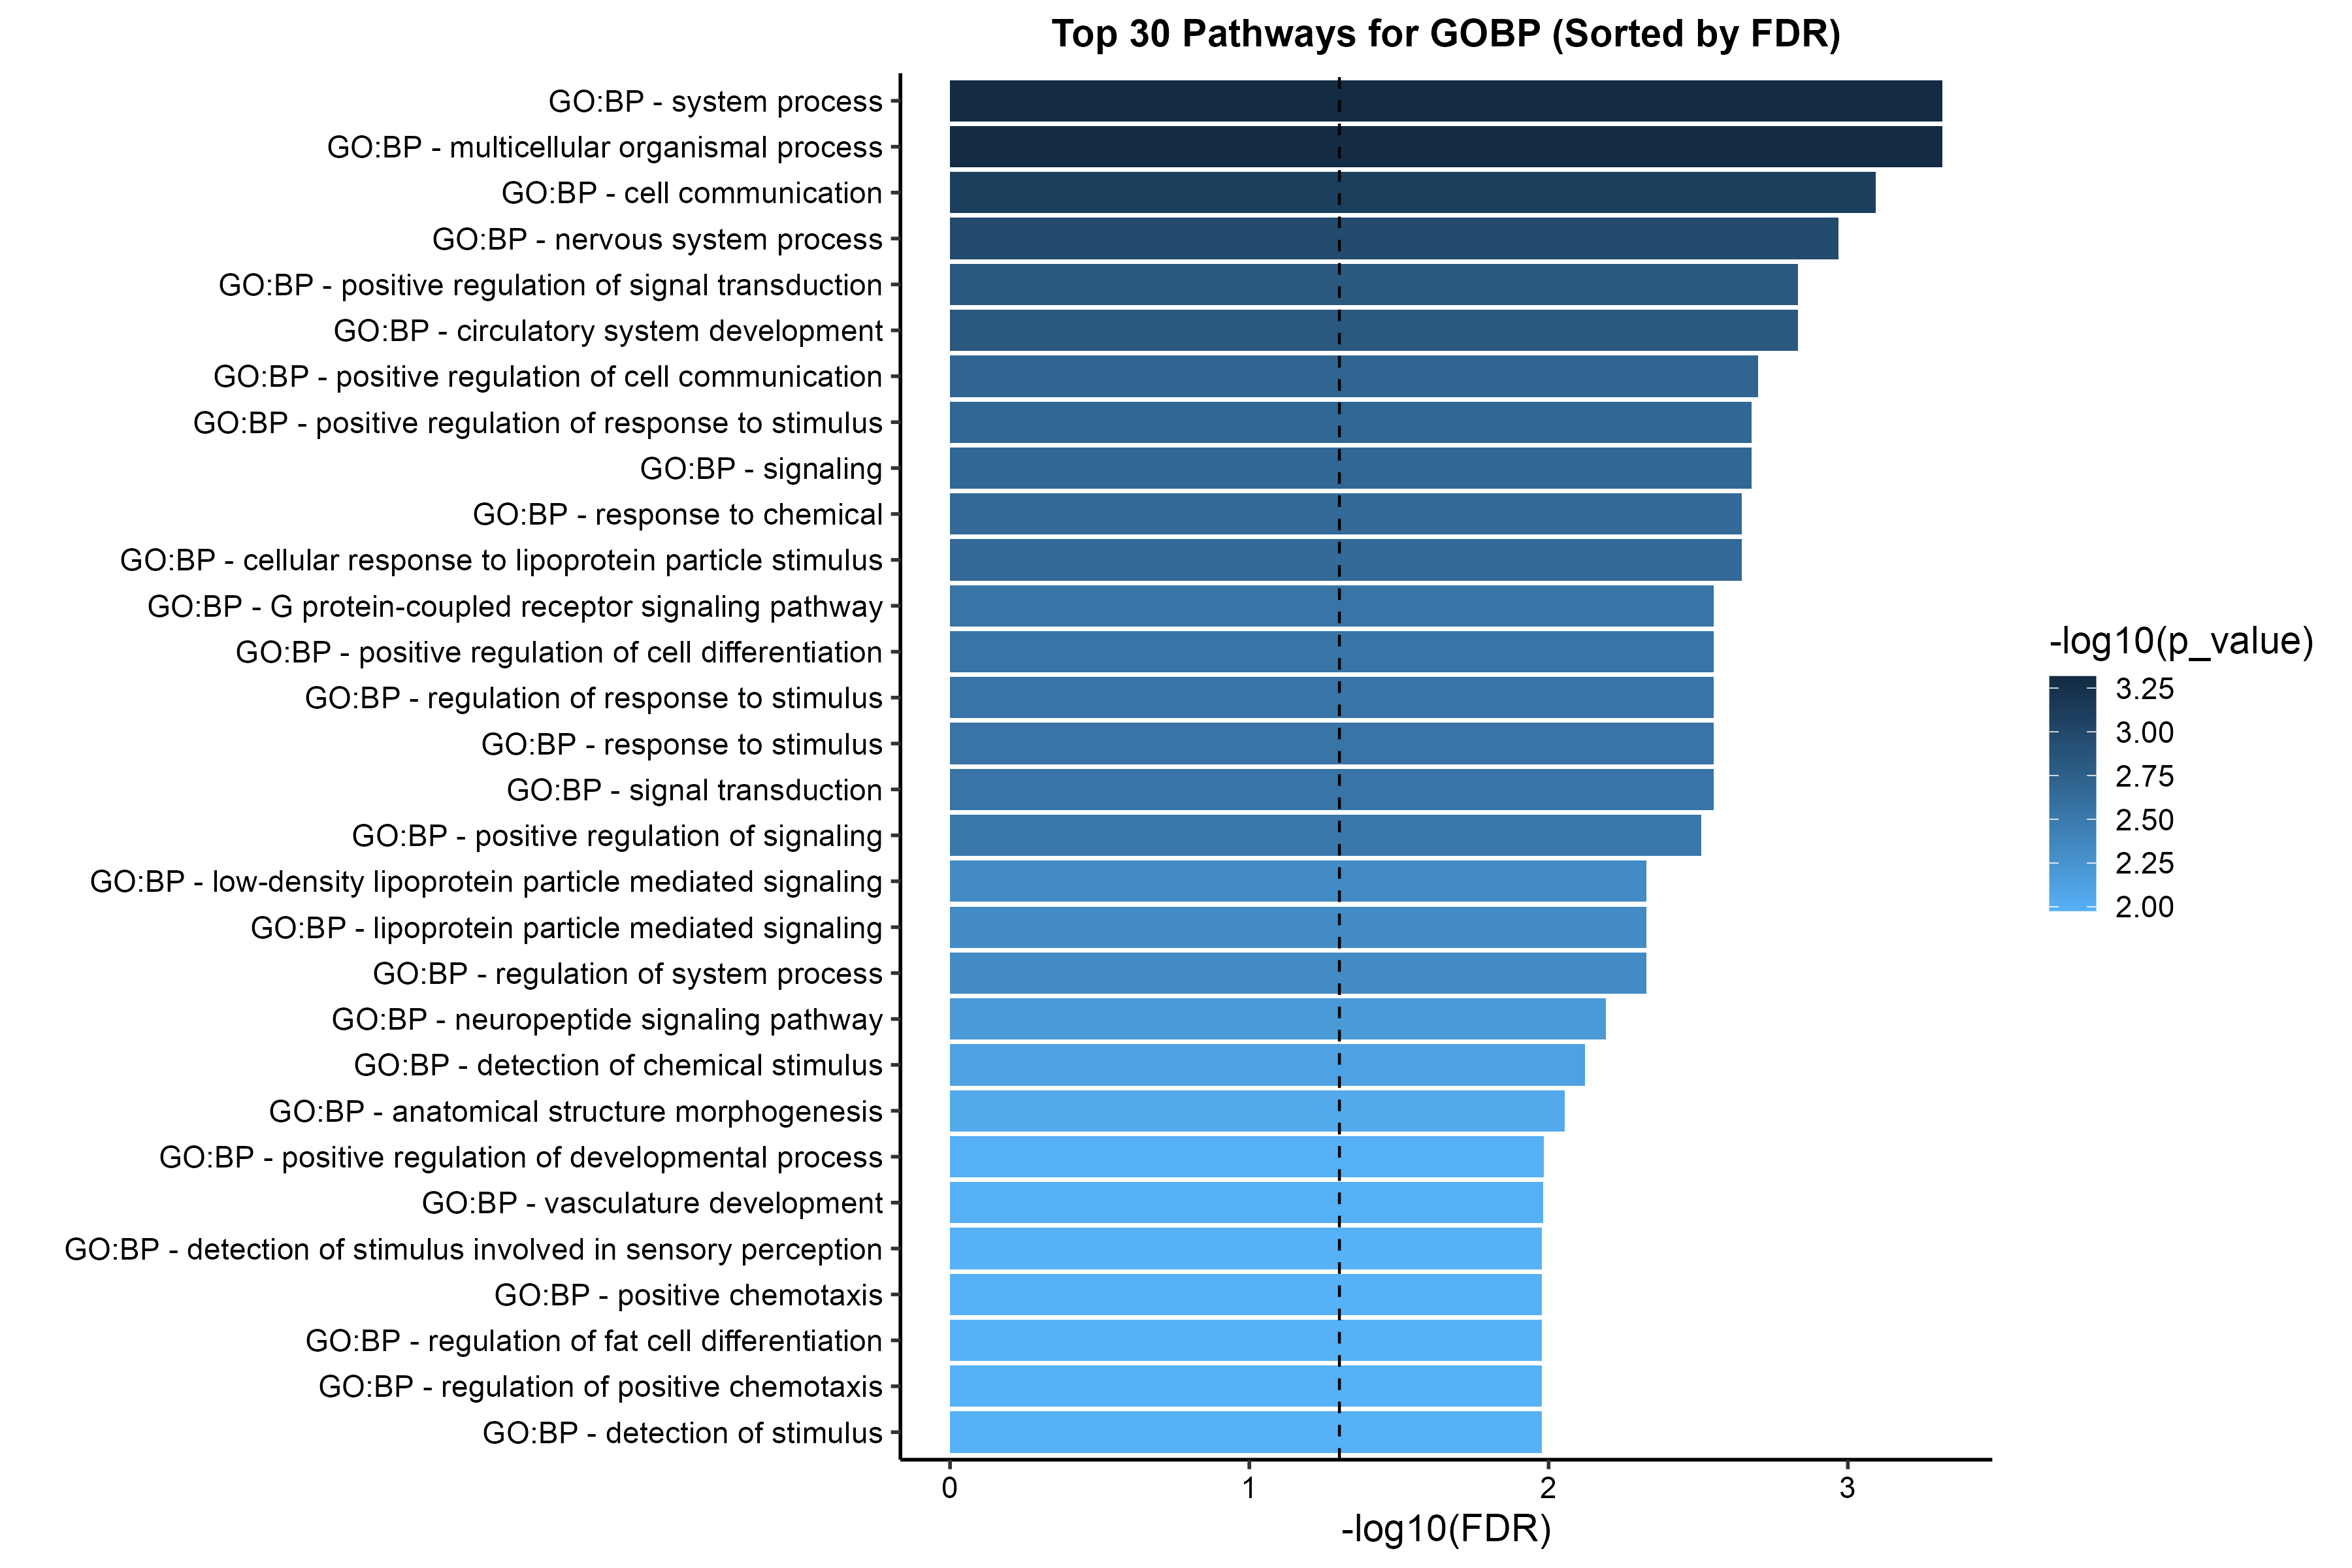 Top 30 Pathways for GOBP (Sorted by FDR)
GO:BP - system process
GO:BP - multicellular organismal process
GO:BP - cell communication
GO:BP - nervous system process
GO:BP - positive regulation of signal transduction
GO:BP - circulatory system development
GO:BP - positive regulation of cell communication
GO:BP - positive regulation of response to stimulus
GO:BP - signaling
GO:BP - response to chemical
GO:BP - cellular response to lipoprotein particle stimulus
GO:BP - G protein-coupled receptor signaling pathway
GO:BP - positive regulation of cell differentiation
GO:BP - regulation of response to stimulus
GO:BP - response to stimulus
GO:BP - signal transduction
GO:BP - positive regulation of signaling
GO:BP - low-density lipoprotein particle mediated signaling
GO:BP - lipoprotein particle mediated signaling
GO:BP - regulation of system process
GO:BP - neuropeptide signaling pathway
GO:BP - detection of chemical stimulus
GO:BP - anatomical structure morphogenesis
GO:BP - positive regulation of developmental process
GO:BP - vasculature development
GO:BP - detection of stimulus involved in sensory perception
GO:BP - positive chemotaxis
GO:BP - regulation of fat cell differentiation
GO:BP - regulation of positive chemotaxis
GO:BP - detection of stimulus
0 1 2 3
-log10(FDR)
-log10(p_value)
3.25
3.00
2.75
2.50
2.25
2.00